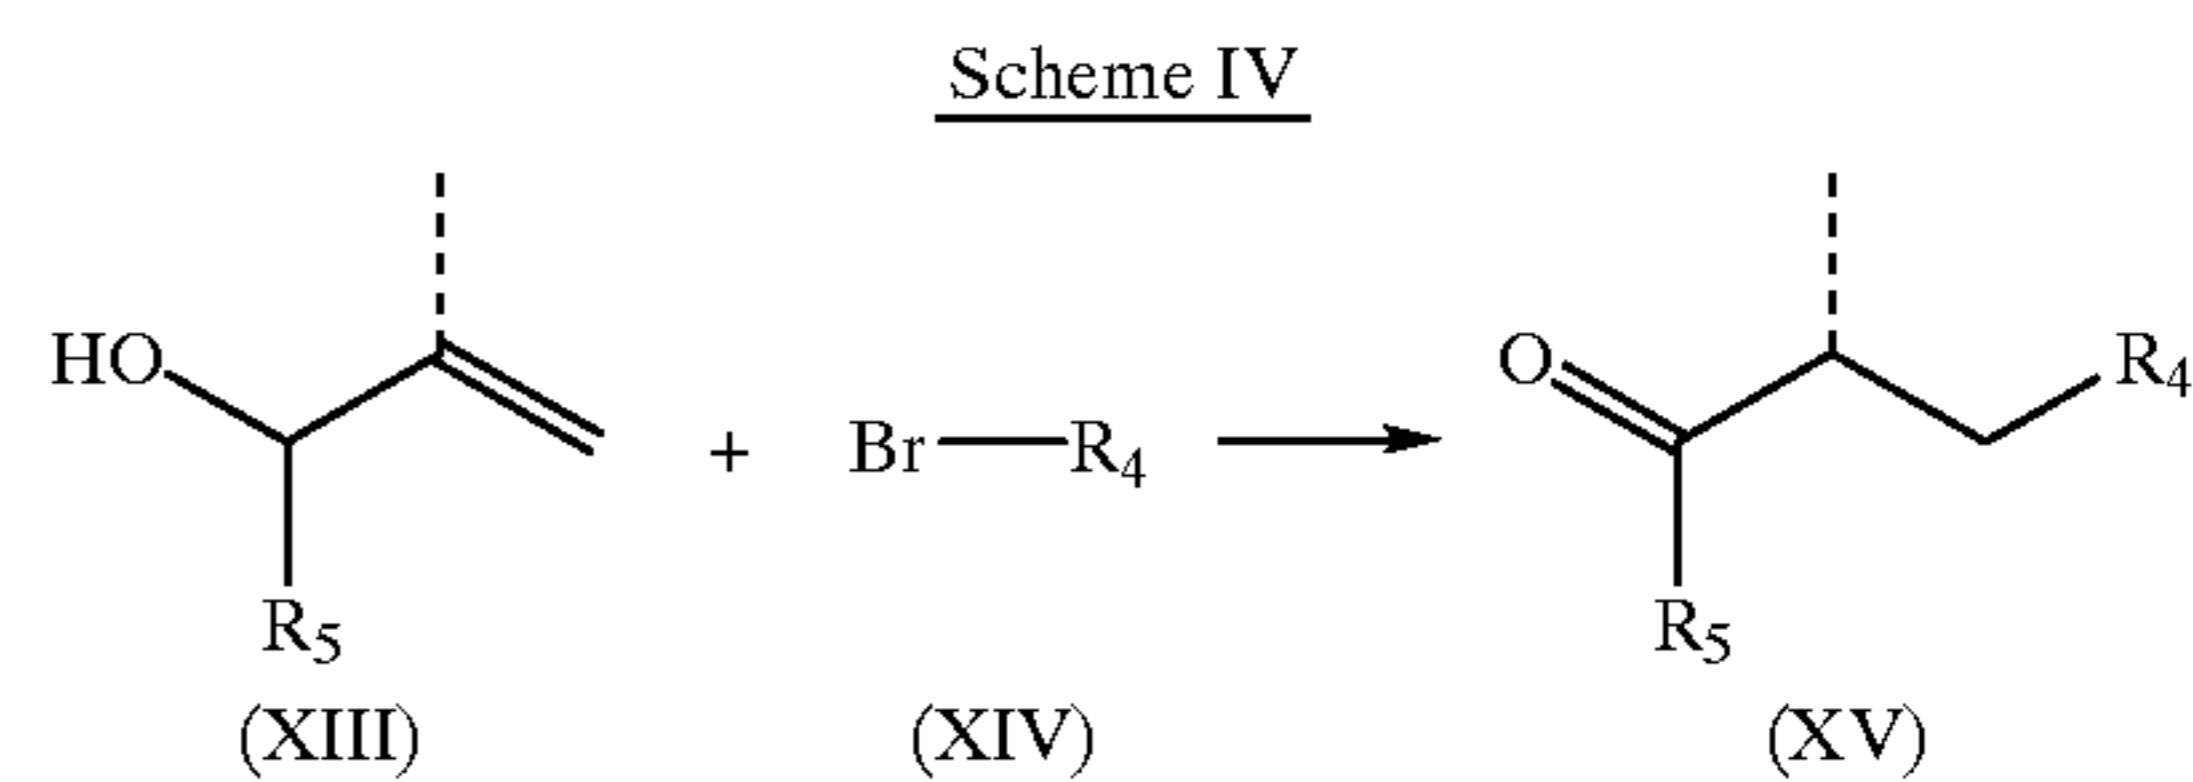 Scheme IV
HO
O
R4
+
Br
R4
R5
R5
(XIII)
(XIV)
(XV)